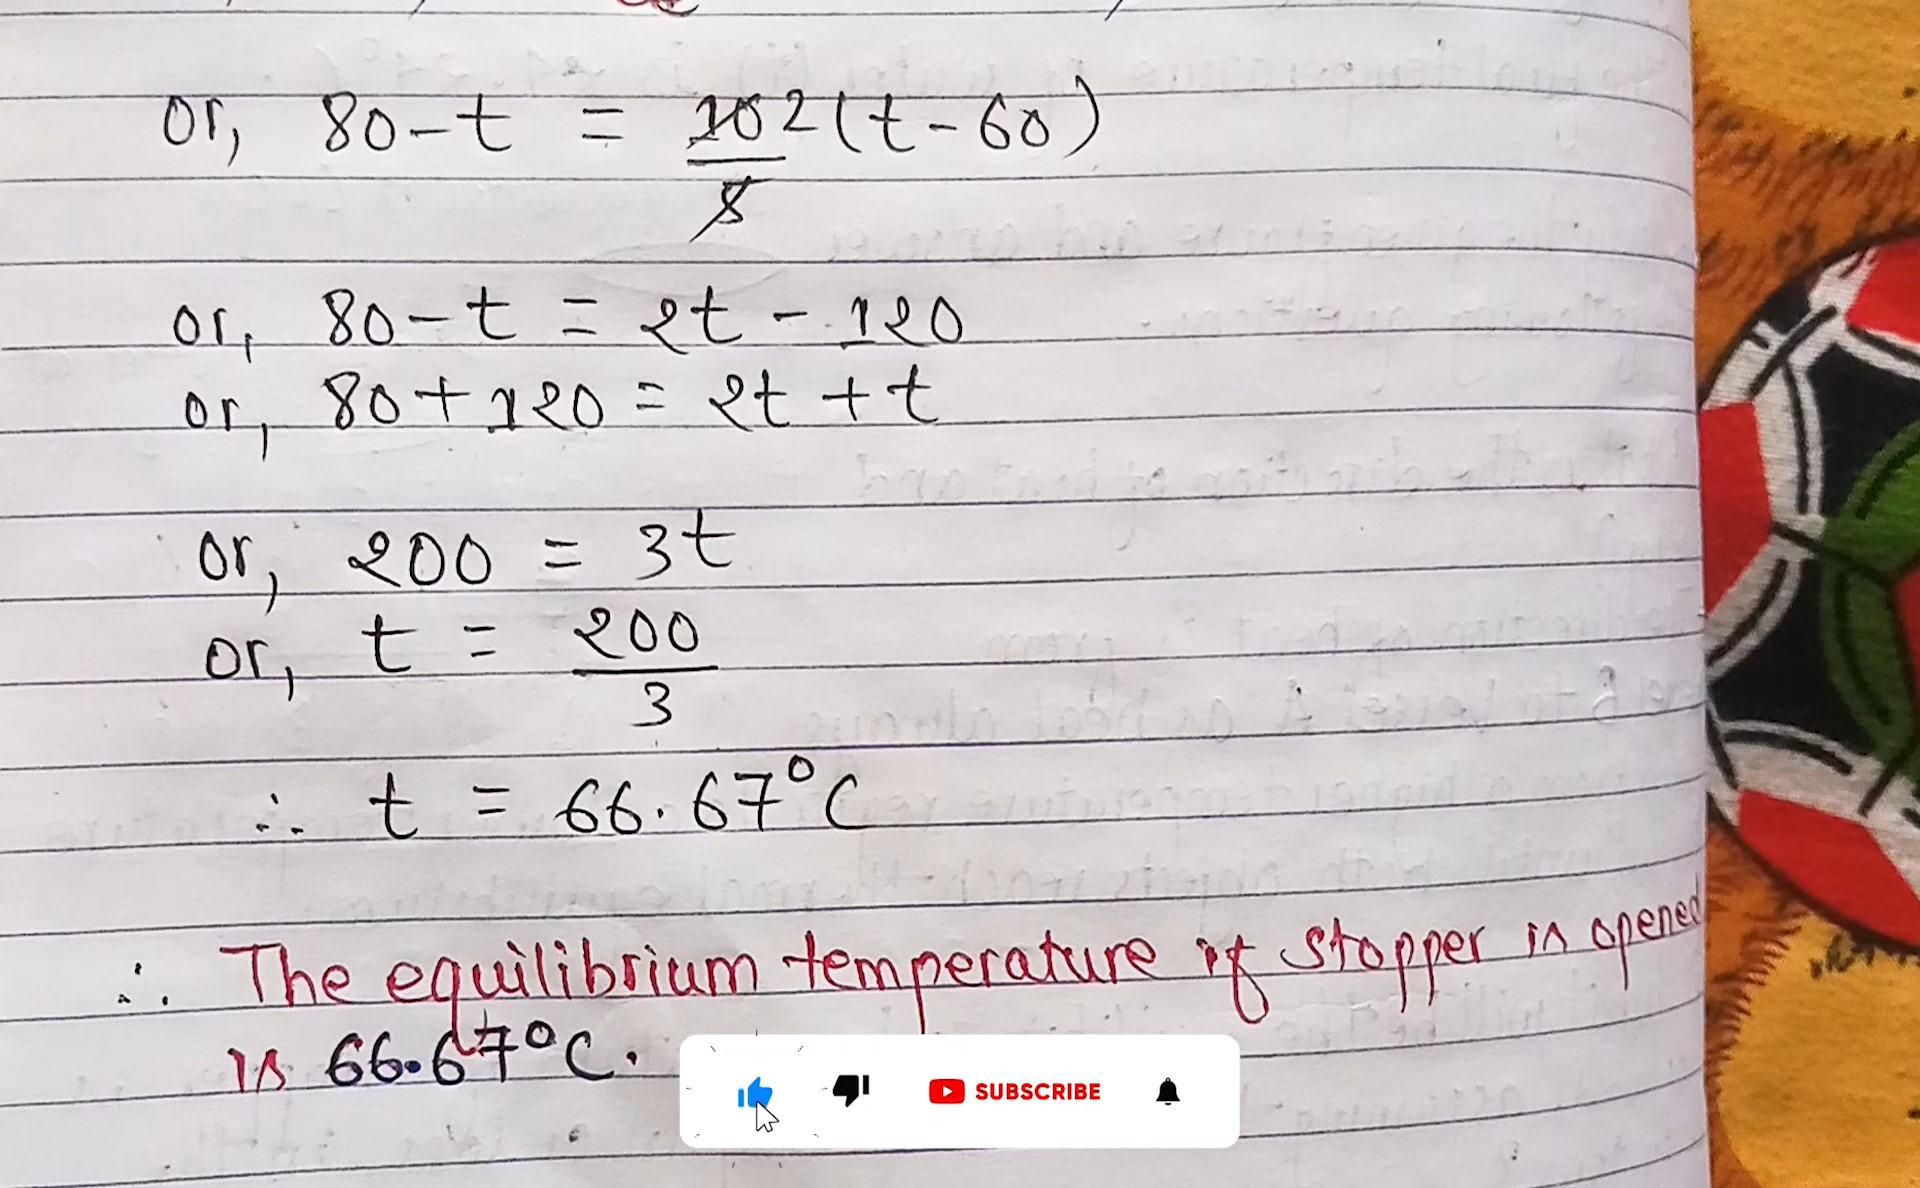 or, 80-t = 10 2 (t-60)
5
or, 80-t = 2t - 120
or, 80+120 = 2t + t
or, 200 = 3t
or, t = 200
3
∴ t = 66.67°C
∴ The equilibrium temperature if stopper is opened
is 66.67°C.
SUBSCRIBE